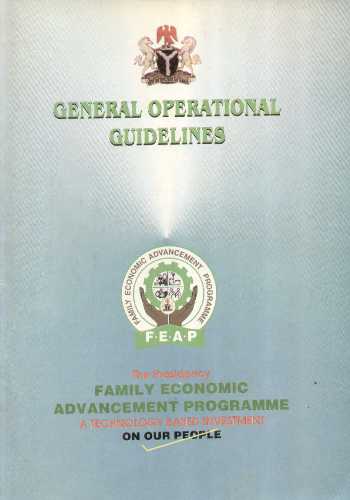 GENERAL OPERATIONAL
GUIDELINES
FAMILY ECONOMIC ADVANCEMENT PROGRAMME
F·E·A·P
The Presidency
FAMILY ECONOMIC
ADVANCEMENT PROGRAMME
A TECHNOLOGY BASED INVESTMENT
ON OUR PEOPLE